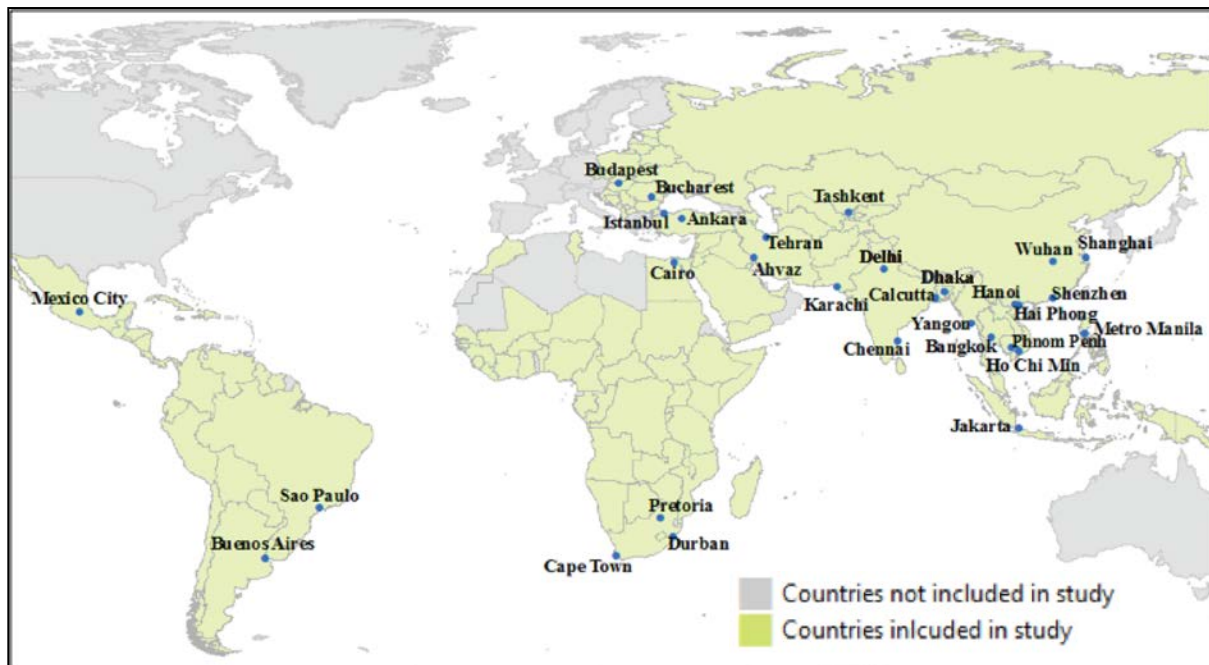 Budapest
Bucharest
Tashkent
Istanbul
Ankara
Tehran
Wuhan
Shanghai
Delhi
Cairo
Ahvaz
Dhaka
Karachi
Calcutta
Hanoi
Shenzhen
Mexico City
Hai Phong
Yangon
Metro Manila
Chennai
Bangkok
Phnom Penh
Ho Chi Min
Jakarta
Sao Paulo
Pretoria
Buenos Aires
Durban
Cape Town
Countries not included in study
Countries inlcuded in study